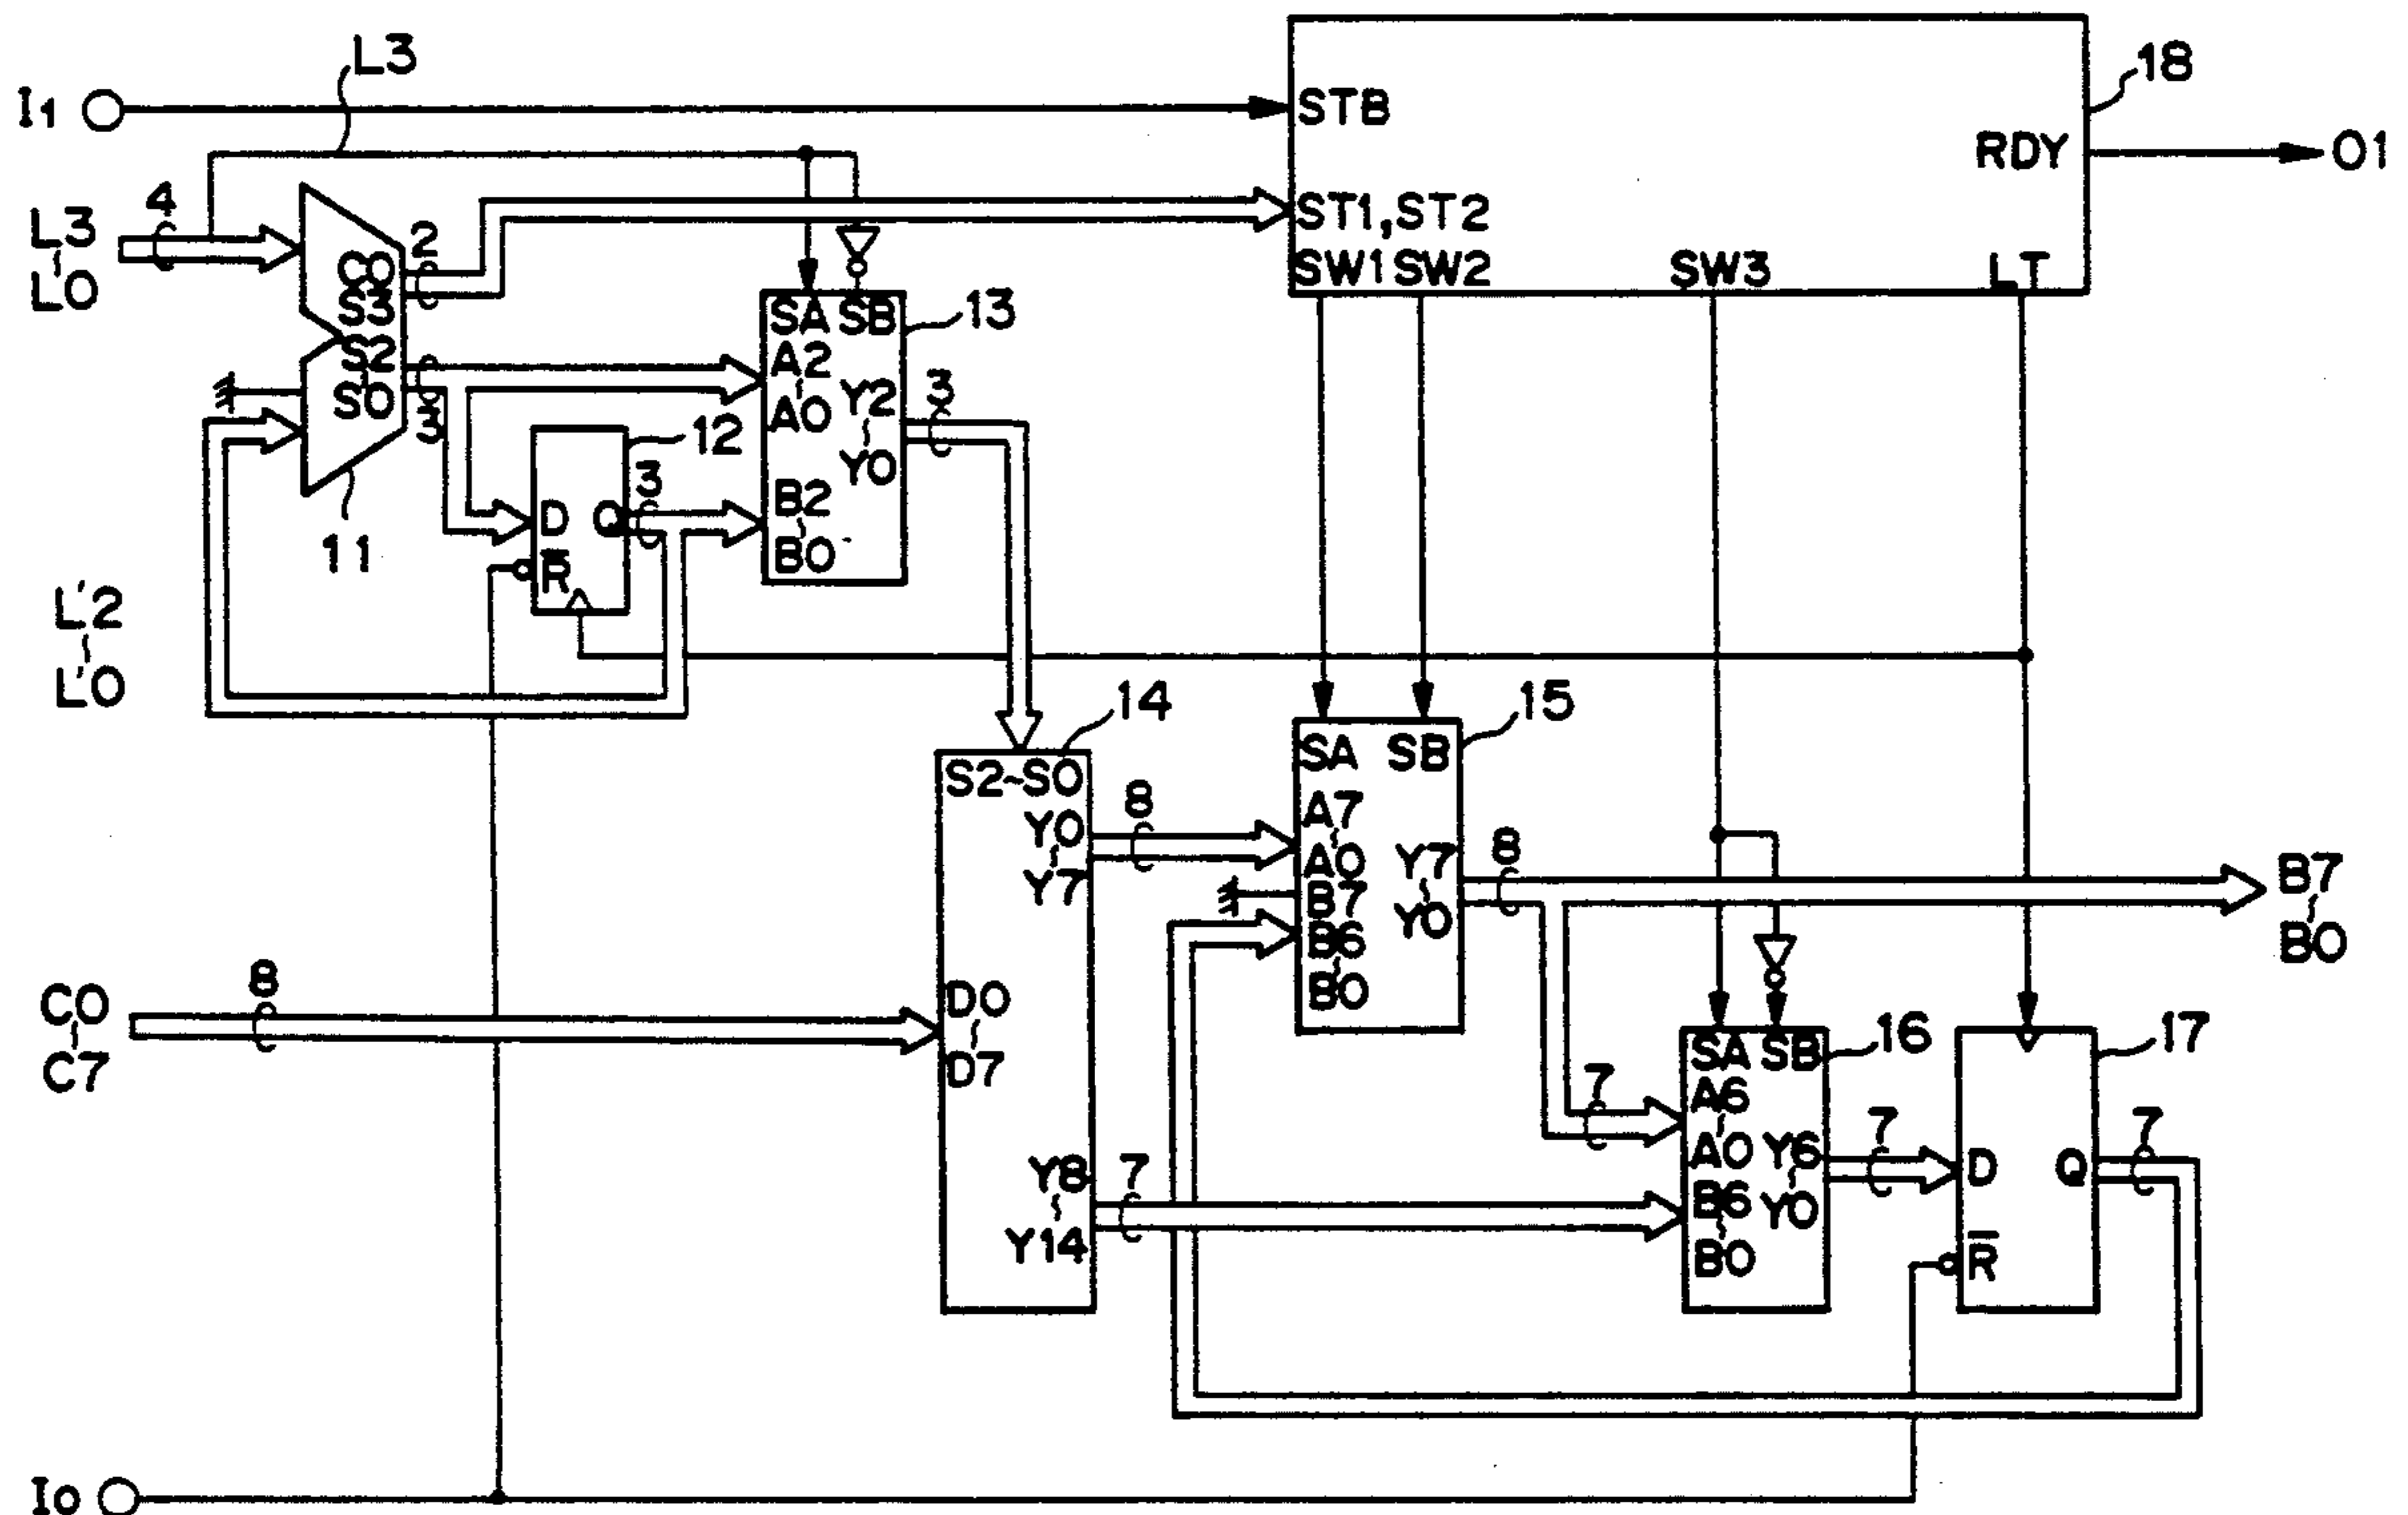 L3
I1
STB
18
RDY
O1
4
L3
L0
2
CO
S3
ST1,ST2
SW1 SW2
SW3
LT
SA SB
13
S2
S0
3
A2
A0
Y2
Y0
3
12
3
B2
B0
D Q
R̅
11
L'2
L'0
14
15
S2~S0
SA SB
Y0
Y7
8
A7
A0
B7
B6
B0
Y7
Y0
8
B7
B0
C0
C7
8
D0
D7
16
17
SA SB
7
A6
A0
Y6
Y0
7
D Q
7
B6
B0
Y8
Y14
7
R̅
I0